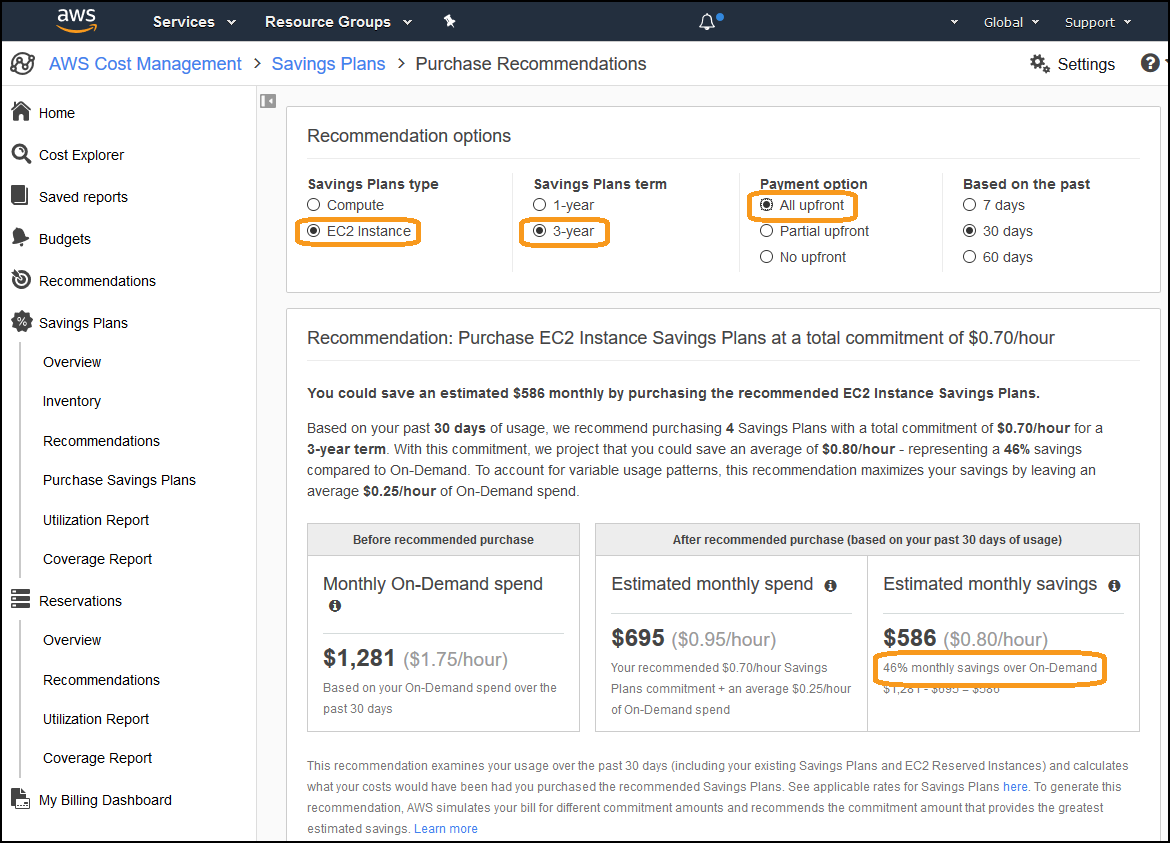 aws Services Resource Groups Global Support
AWS Cost Management > Savings Plans > Purchase Recommendations Settings ?
Home
Cost Explorer
Saved reports
Budgets
Recommendations
% Savings Plans
Overview
Inventory
Recommendations
Purchase Savings Plans
Utilization Report
Coverage Report
Reservations
Overview
Recommendations
Utilization Report
Coverage Report
My Billing Dashboard
Recommendation options
Savings Plans type
Compute
EC2 Instance
Savings Plans term
1-year
3-year
Payment option
All upfront
Partial upfront
No upfront
Based on the past
7 days
30 days
60 days
Recommendation: Purchase EC2 Instance Savings Plans at a total commitment of $0.70/hour
You could save an estimated $586 monthly by purchasing the recommended EC2 Instance Savings Plans.
Based on your past 30 days of usage, we recommend purchasing 4 Savings Plans with a total commitment of $0.70/hour for a
3-year term. With this commitment, we project that you could save an average of $0.80/hour - representing a 46% savings
compared to On-Demand. To account for variable usage patterns, this recommendation maximizes your savings by leaving an
average $0.25/hour of On-Demand spend.
Before recommended purchase
Monthly On-Demand spend
$1,281 ($1.75/hour)
Based on your On-Demand spend over the
past 30 days
After recommended purchase (based on your past 30 days of usage)
Estimated monthly spend
$695 ($0.95/hour)
Your recommended $0.70/hour Savings
Plans commitment + an average $0.25/hour
of On-Demand spend
Estimated monthly savings
$586 ($0.80/hour)
46% monthly savings over On-Demand
$1,281 - $695 = $586
This recommendation examines your usage over the past 30 days (including your existing Savings Plans and EC2 Reserved Instances) and calculates
what your costs would have been had you purchased the recommended Savings Plans. See applicable rates for Savings Plans here. To generate this
recommendation, AWS simulates your bill for different commitment amounts and recommends the commitment amount that provides the greatest
estimated savings. Learn more